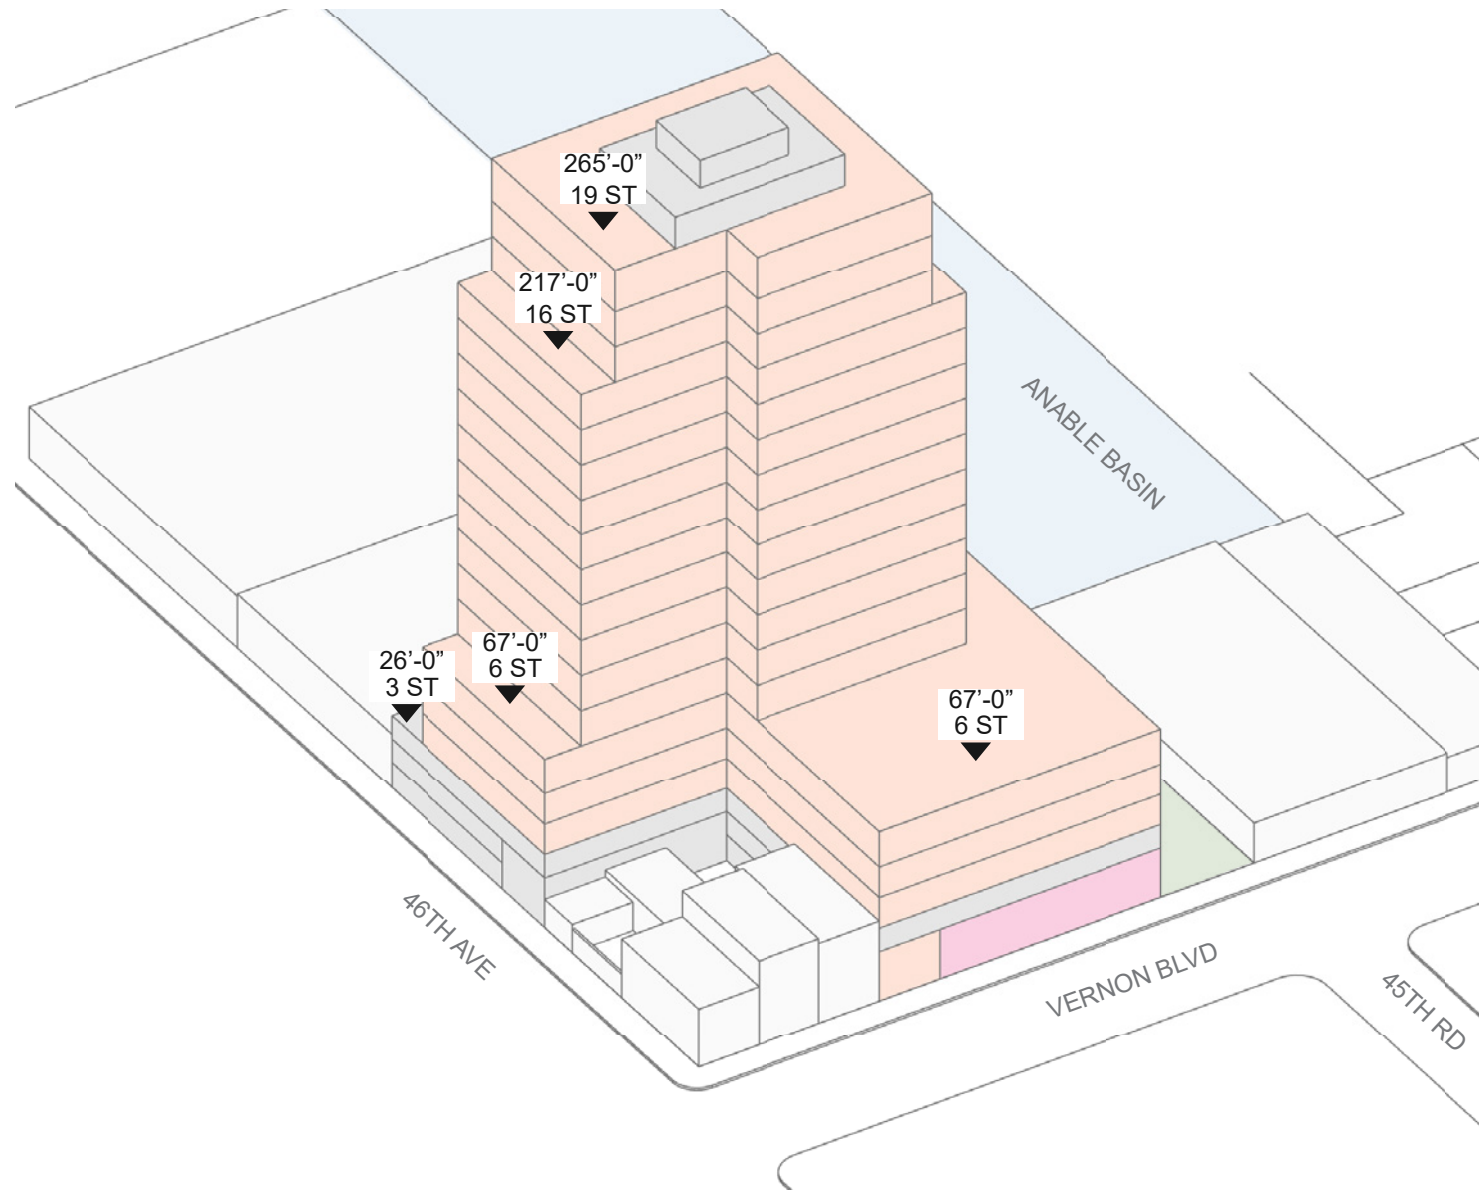 265’-0”
19 ST
217’-0”
16 ST
ANABLE BASIN
67’-0”
6 ST
26’-0”
3 ST
67’-0”
6 ST
46TH AVE
VERNON BLVD
45TH RD